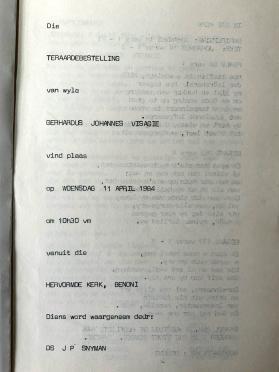 Die
TERAARDEBESTELLING
van wyle
GERHARDUS JOHANNES VISAGIE
vind plaas
op WOENSDAG 11 APRIL 1984
om 10h30 vm
vanuit die
HERVORMDE KERK, BENONI
Diens word waargeneem deur:
DS J P SNYMAN